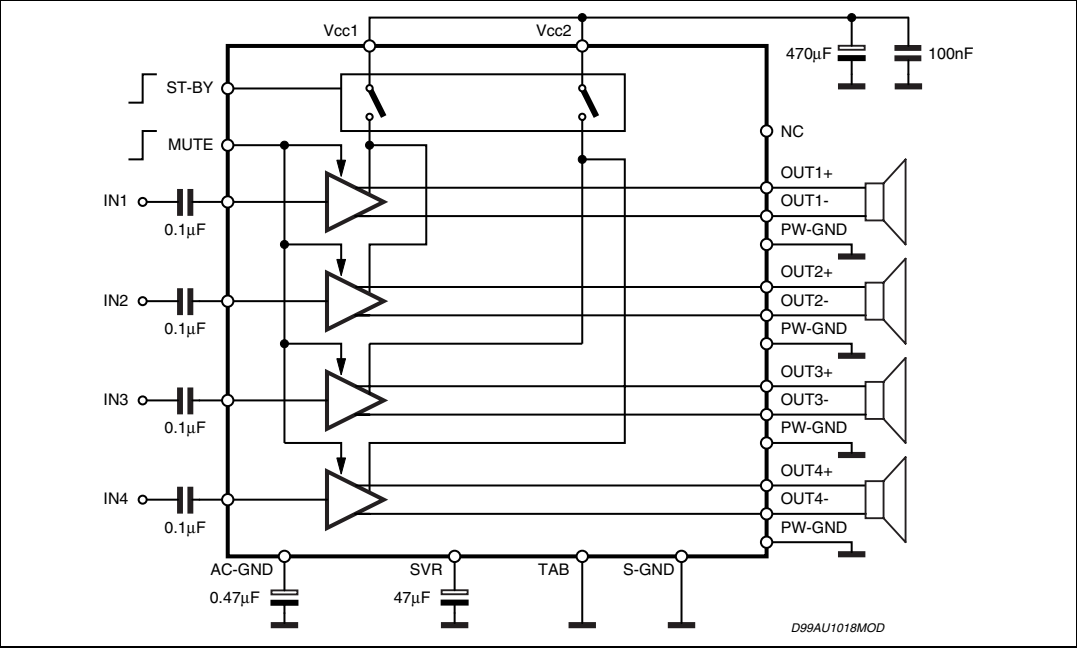 Vcc1
Vcc2
470μF
100nF
ST-BY
NC
MUTE
OUT1+
IN1
OUT1-
0.1μF
PW-GND
OUT2+
IN2
OUT2-
0.1μF
PW-GND
OUT3+
IN3
OUT3-
0.1μF
PW-GND
OUT4+
IN4
OUT4-
0.1μF
PW-GND
AC-GND
SVR
TAB
S-GND
0.47μF
47μF
D99AU1018MOD